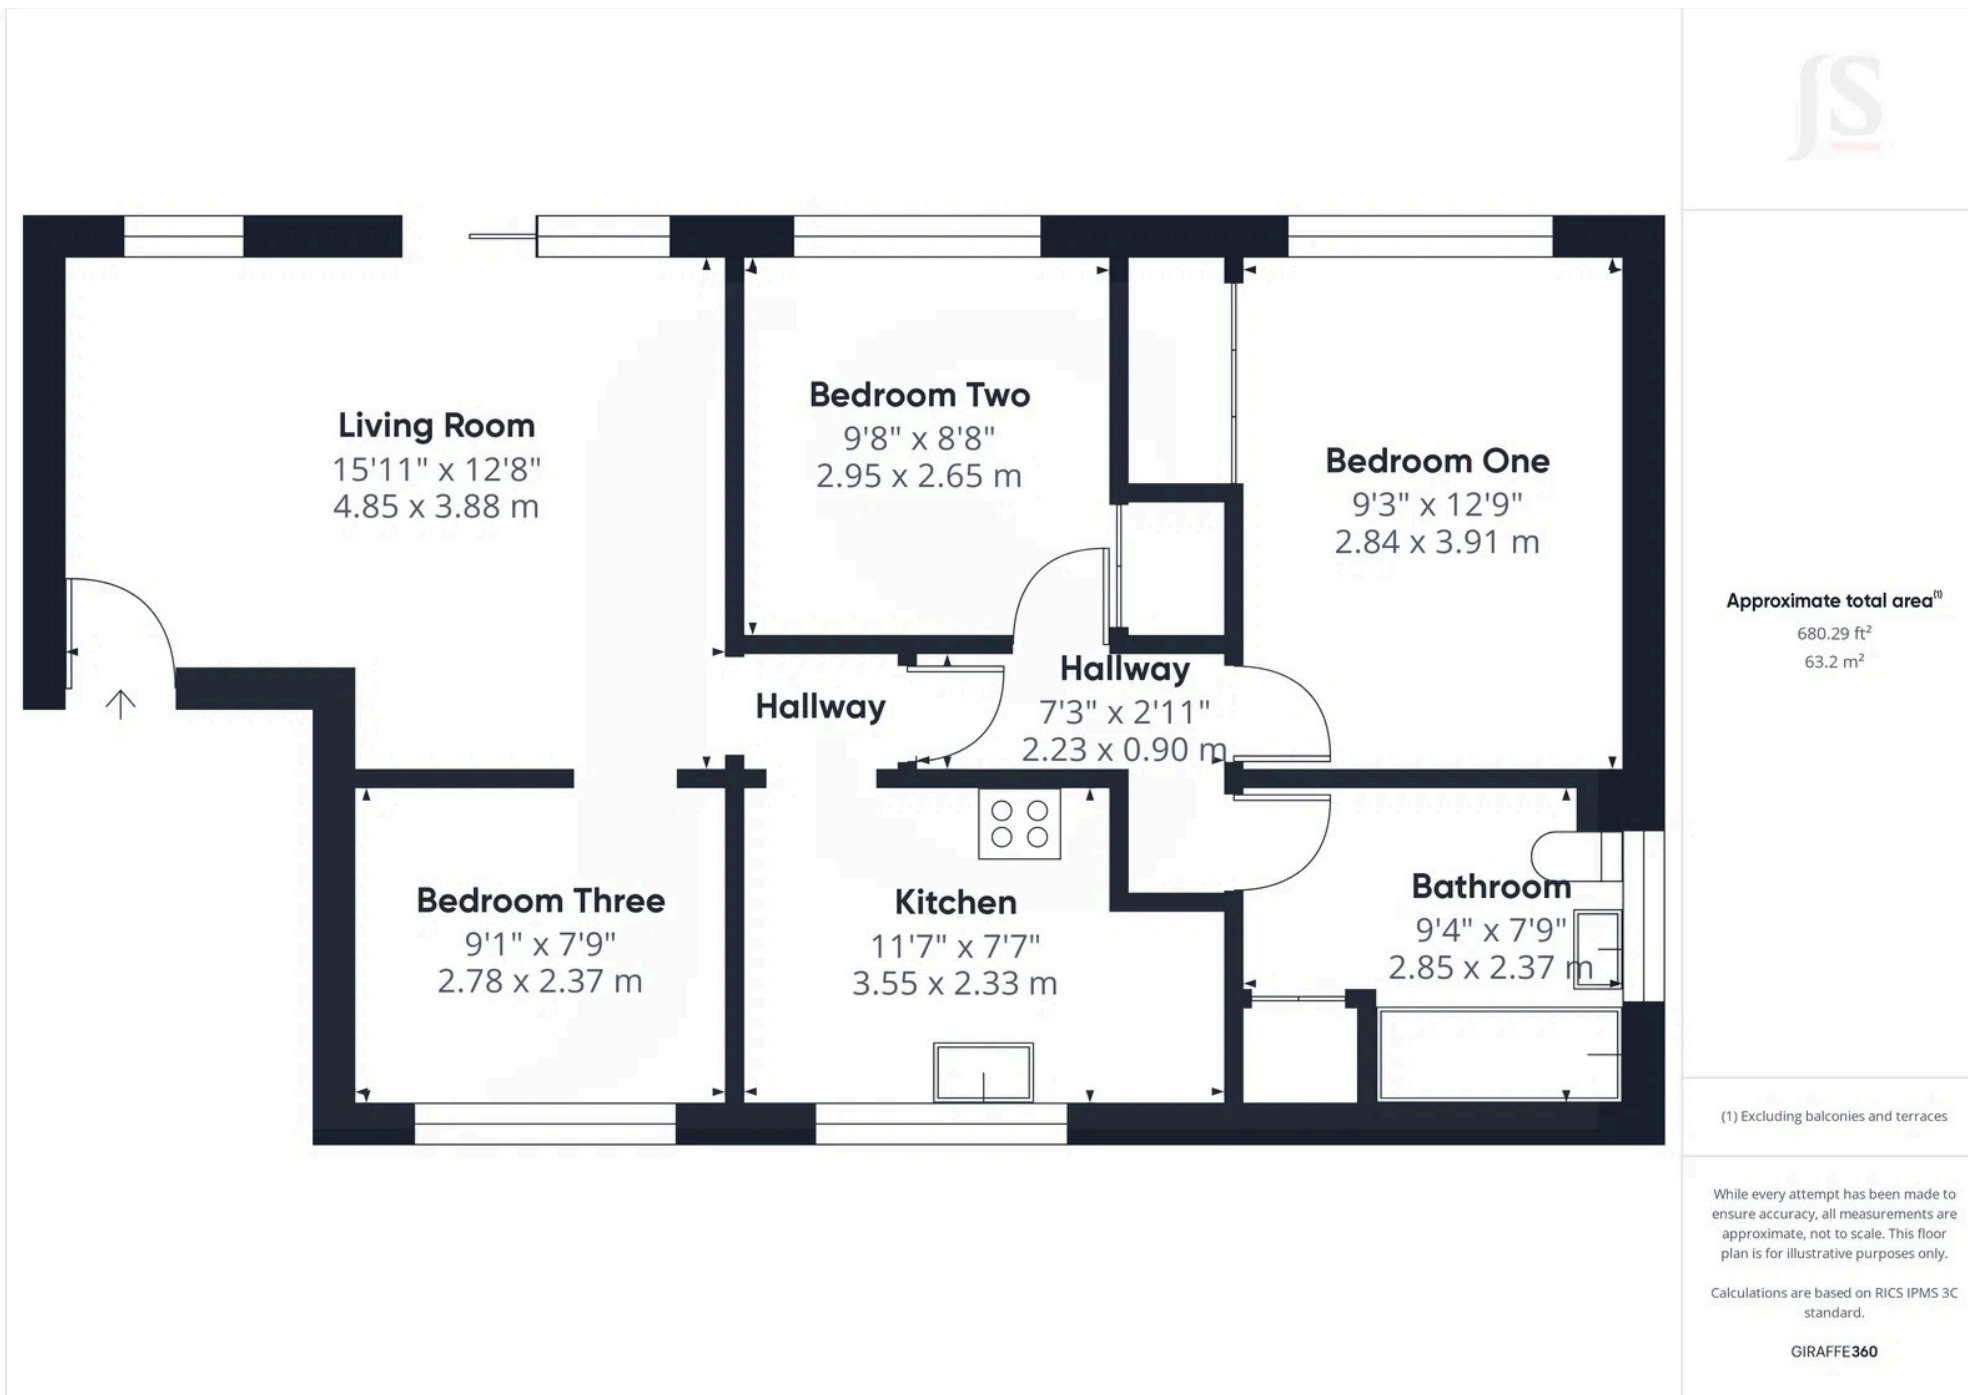 JS
Living Room
15'11" x 12'8"
4.85 x 3.88 m
Bedroom Two
9'8" x 8'8"
2.95 x 2.65 m
Bedroom One
9'3" x 12'9"
2.84 x 3.91 m
Hallway
Hallway
7'3" x 2'11"
2.23 x 0.90 m
Bedroom Three
9'1" x 7'9"
2.78 x 2.37 m
Kitchen
11'7" x 7'7"
3.55 x 2.33 m
Bathroom
9'4" x 7'9"
2.85 x 2.37 m
Approximate total area(1)
680.29 ft²
63.2 m²
(1) Excluding balconies and terraces
While every attempt has been made to
ensure accuracy, all measurements are
approximate, not to scale. This floor
plan is for illustrative purposes only.
Calculations are based on RICS IPMS 3C
standard.
GIRAFFE360